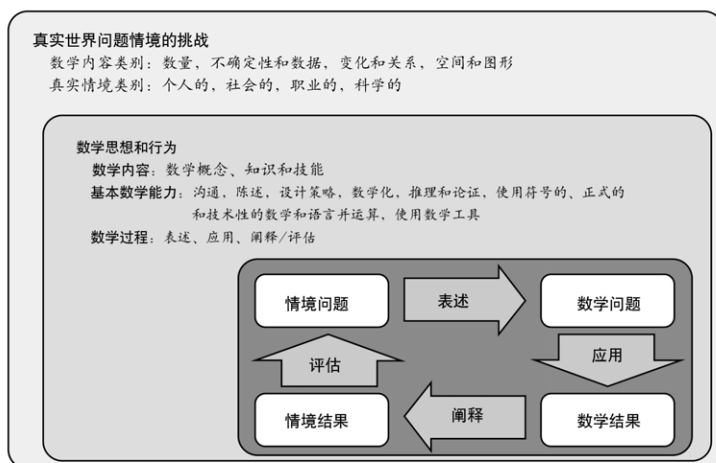 真实世界问题情境的挑战
数学内容类别：数量，不确定性和数据，变化和关系，空间和图形
真实情境类别：个人的，社会的，职业的，科学的
数学思想和行为
数学内容：数学概念、知识和技能
基本数学能力：沟通，陈述，设计策略，数学化，推理和论证，使用符号的、正式的
和技术性的数学和语言并运算，使用数学工具
数学过程：表述、应用、阐释/评估
情境问题
表述
数学问题
评估
应用
情境结果
阐释
数学结果